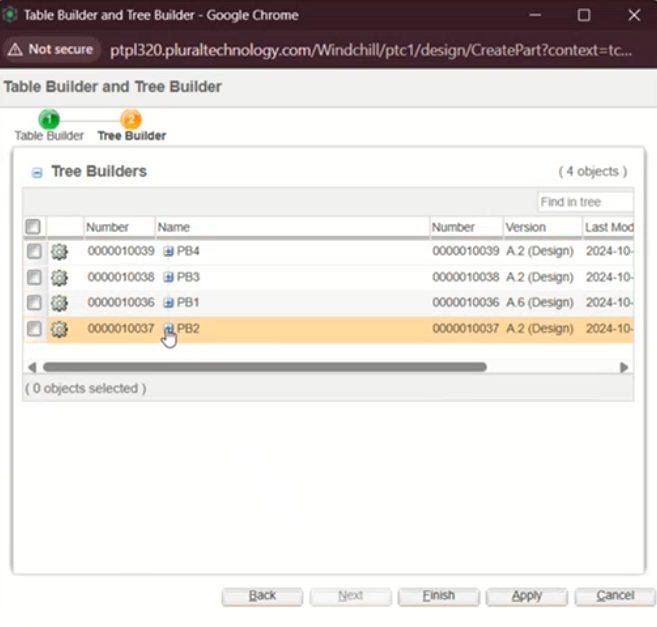 Table Builder and Tree Builder - Google Chrome
Not secure ptpl320.pluraltechnology.com/Windchill/ptc1/design/CreatePart?context=tc...
Table Builder and Tree Builder
1 2
Table Builder Tree Builder
Tree Builders ( 4 objects )
Find in tree
Number Name Number Version Last Mod
0000010039 PB4 0000010039 A.2 (Design) 2024-10-
0000010038 PB3 0000010038 A.2 (Design) 2024-10-
0000010036 PB1 0000010036 A.6 (Design) 2024-10-
0000010037 PB2 0000010037 A.2 (Design) 2024-10-
( 0 objects selected )
Back Next Finish Apply Cancel